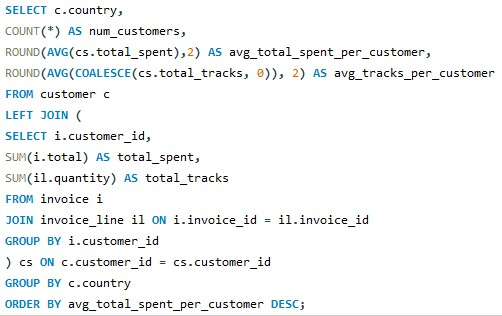 SELECT c.country,
COUNT(*) AS num_customers,
ROUND(AVG(cs.total_spent),2) AS avg_total_spent_per_customer,
ROUND(AVG(COALESCE(cs.total_tracks, 0)), 2) AS avg_tracks_per_customer
FROM customer c
LEFT JOIN (
SELECT i.customer_id,
SUM(i.total) AS total_spent,
SUM(il.quantity) AS total_tracks
FROM invoice i
JOIN invoice_line il ON i.invoice_id = il.invoice_id
GROUP BY i.customer_id
) cs ON c.customer_id = cs.customer_id
GROUP BY c.country
ORDER BY avg_total_spent_per_customer DESC;